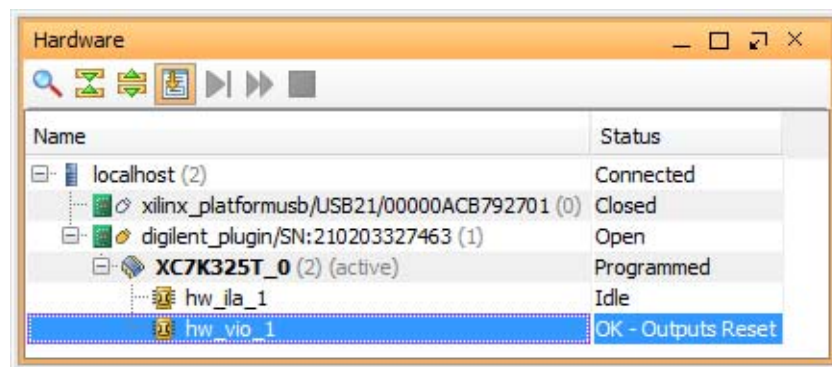 Hardware
Name Status
localhost (2) Connected
xilinx_platformusb/USB21/00000ACB792701 (0) Closed
digilent_plugin/SN:210203327463 (1) Open
XC7K325T_0 (2) (active) Programmed
hw_ila_1 Idle
hw_vio_1 OK - Outputs Reset